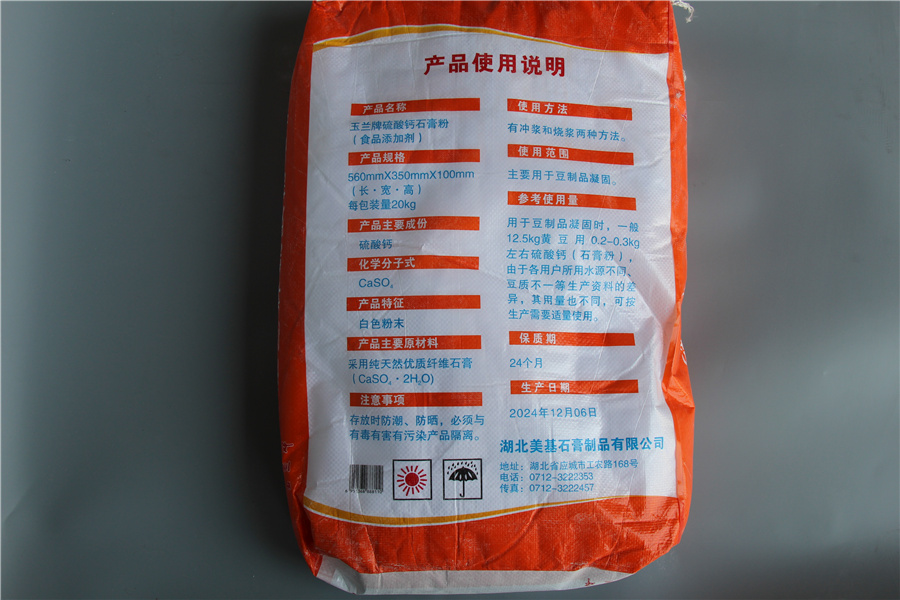 产品使用说明
产品名称
玉兰牌硫酸钙石膏粉
（食品添加剂）
产品规格
560mmX350mmX100mm
（长·宽·高）
每包装量20kg
产品主要成份
硫酸钙
化学分子式
CaSO₄
产品特征
白色粉末
产品主要原材料
采用纯天然优质纤维石膏
（CaSO₄·2H₂O）
注意事项
存放时防潮、防晒，必须与
有毒有害有污染产品隔离。
使用方法
有冲浆和烧浆两种方法。
使用范围
主要用于豆制品凝固。
参考使用量
用于豆制品凝固时，一般
12.5kg黄豆用0.2-0.3kg
左右硫酸钙（石膏粉），
由于各用户所用水源不同、
豆质不一等生产资料的差
异，其用量也不同，可按
生产需要适量使用。
保质期
24个月
生产日期
2024年12月06日
湖北美基石膏制品有限公司
地址：湖北省应城市工农路168号
电话：0712-3222353
传真：0712-3222457